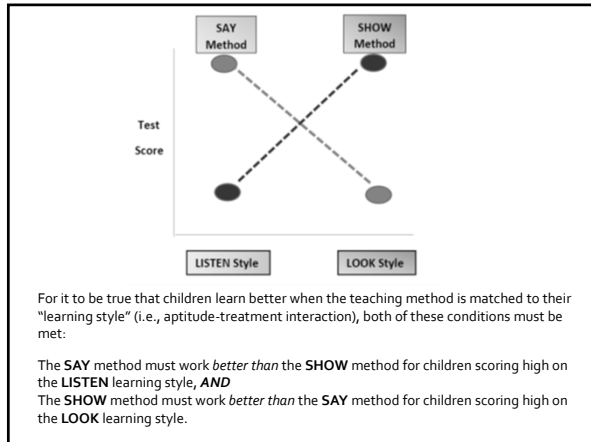 SAY
Method
SHOW
Method
Test
Score
LISTEN Style
LOOK Style
For it to be true that children learn better when the teaching method is matched to their
“learning style” (i.e., aptitude-treatment interaction), both of these conditions must be
met:
The SAY method must work better than the SHOW method for children scoring high on
the LISTEN learning style, AND
The SHOW method must work better than the SAY method for children scoring high on
the LOOK learning style.